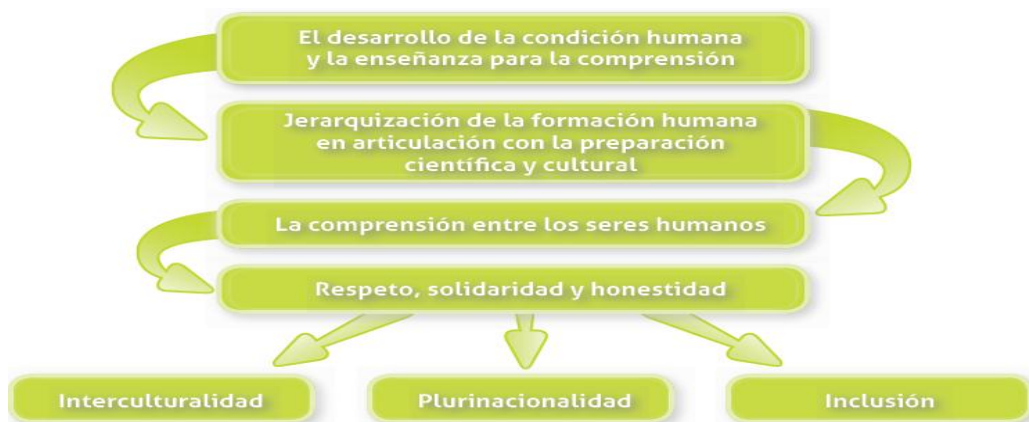 El desarrollo de la condición humana
y la enseñanza para la comprensión
Jerarquización de la formación humana
en articulación con la preparación
científica y cultural
La comprensión entre los seres humanos
Respeto, solidaridad y honestidad
Interculturalidad
Plurinacionalidad
Inclusión